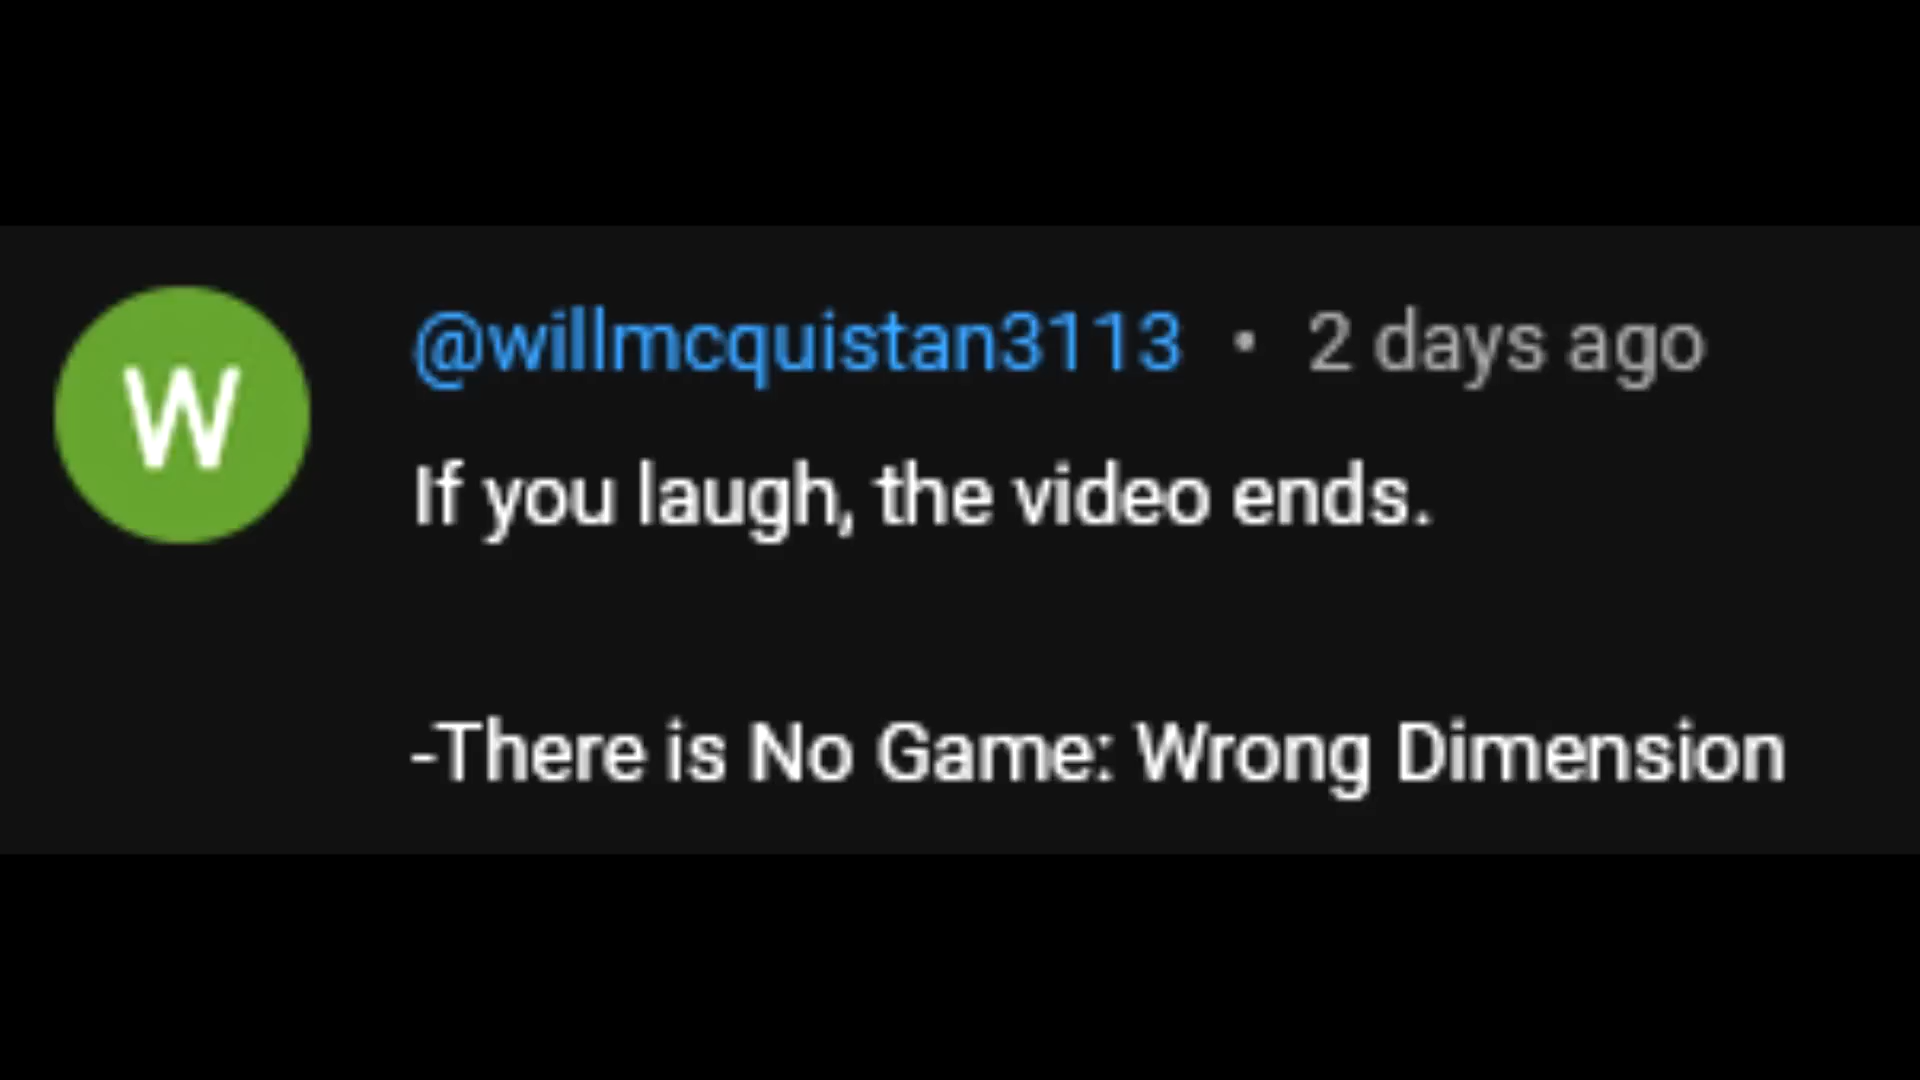 W
@willmcquistan3113 • 2 days ago
If you laugh, the video ends.
-There is No Game: Wrong Dimension